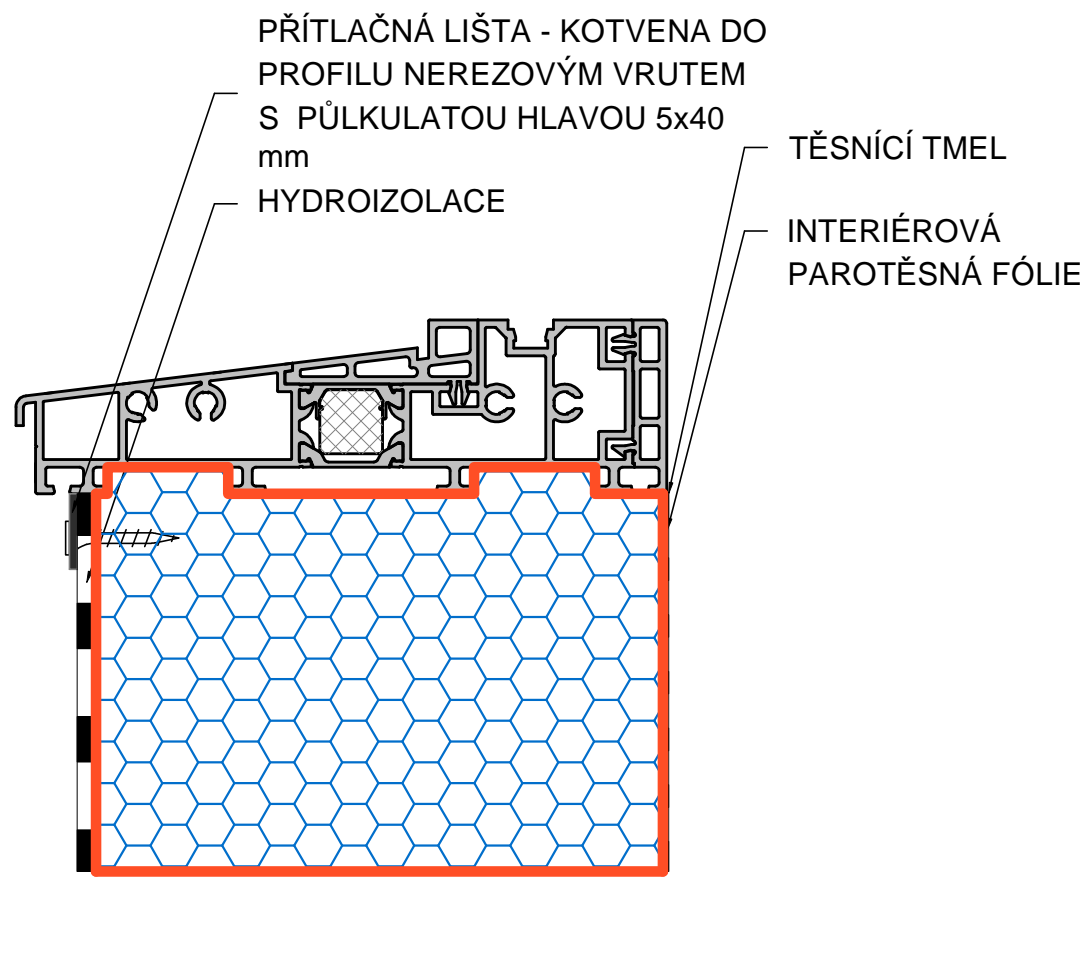 PŘÍTLAČNÁ LIŠTA - KOTVENA DO
PROFILU NEREZOVÝM VRUTEM
S PŮLKULATOU HLAVOU 5x40
mm
HYDROIZOLACE
TĚSNÍCÍ TMEL
INTERIÉROVÁ
PAROTĚSNÁ FÓLIE